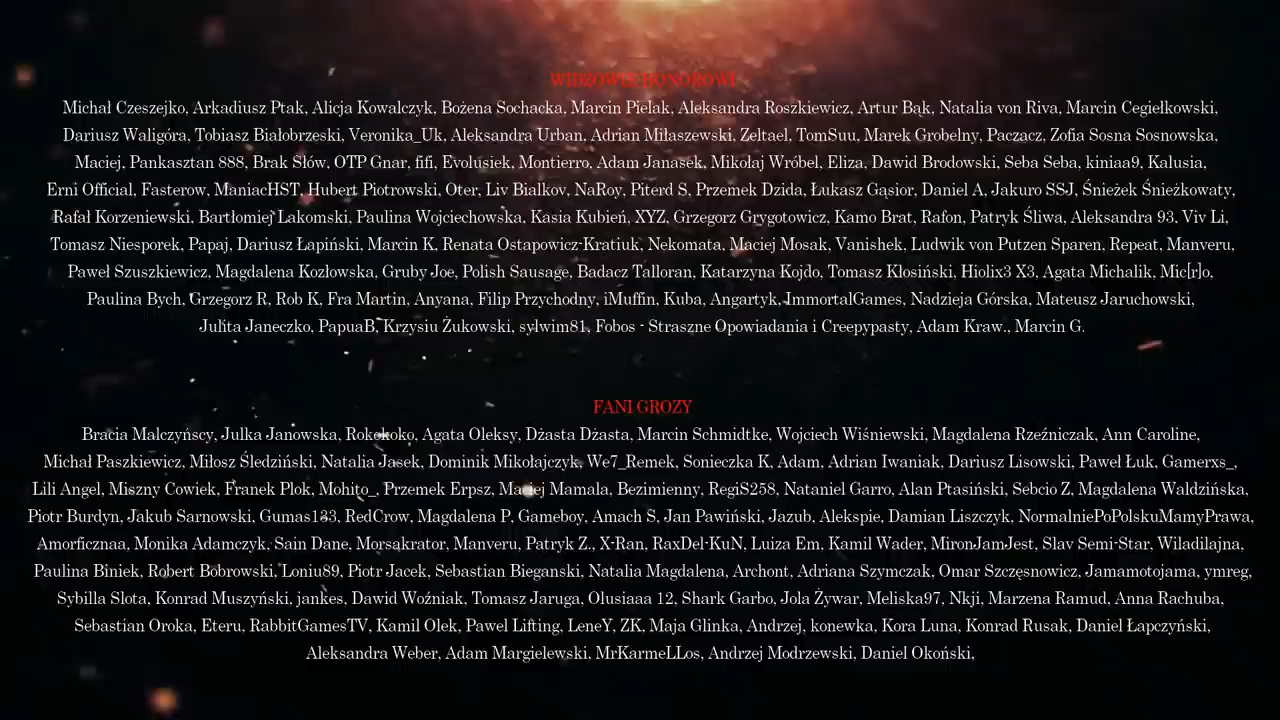 WIDZOWIE HONOROWI
Michał Czeszejko, Arkadiusz Ptak, Alicja Kowalczyk, Bożena Sochacka, Marcin Pielak, Aleksandra Roszkiewicz, Artur Bąk, Natalia von Riva, Marcin Cegiełkowski,
Dariusz Waligóra, Tobiasz Białobrzeski, Veronika_Uk, Aleksandra Urban, Adrian Miłaszewski, Zeltael, TomSuu, Marek Grobelny, Paczacz, Zofia Sosna Sosnowska,
Maciej, Pankasztan 888, Brak Słów, OTP Gnar, fifi, Evolusiek, Montierro, Adam Janasek, Mikołaj Wróbel, Eliza, Dawid Brodowski, Seba Seba, kiniaa9, Kałusia,
Erni Official, Fasterow, ManiacHST, Hubert Piotrowski, Oter, Liv Bialkov, NaRoy, Piterd S, Przemek Dzida, Łukasz Gąsior, Daniel A, Jakuro SSJ, Śnieżek Śnieżkowaty,
Rafał Korzeniewski, Bartłomiej Lakomski, Paulina Wojciechowska, Kasia Kubień, XYZ, Grzegorz Grygotowicz, Kamo Brat, Rafon, Patryk Śliwa, Aleksandra 93, Viv Li,
Tomasz Niesporek, Papaj, Dariusz Łapiński, Marcin K, Renata Ostapowicz-Kratiuk, Nekomata, Maciej Mosak, Vanishek, Ludwik von Putzen Sparen, Repeat, Manveru,
Paweł Szuszkiewicz, Magdalena Kozłowska, Gruby Joe, Polish Sausage, Badacz Talloran, Katarzyna Kojdo, Tomasz Kłosiński, Hiolix3 X3, Agata Michalik, Mic[r]o,
Paulina Bych, Grzegorz R, Rob K, Fra Martin, Anyana, Filip Przychodny, iMuffin, Kuba, Angartyk, ImmortalGames, Nadzieja Górska, Mateusz Jaruchowski,
Julita Janeczko, PapuaB, Krzysiu Żukowski, sylwim81, Fobos - Straszne Opowiadania i Creepypasty, Adam Kraw., Marcin G.
FANI GROZY
Bracia Malczyńscy, Julka Janowska, Rokokoko, Agata Oleksy, Dżasta Dżasta, Marcin Schmidtke, Wojciech Wiśniewski, Magdalena Rzeźniczak, Ann Caroline,
Michał Paszkiewicz, Miłosz Śledziński, Natalia Jasek, Dominik Mikołajczyk, We7_Remek, Sonieczka K, Adam, Adrian Iwaniak, Dariusz Lisowski, Paweł Łuk, Gamerxs_,
Lili Angel, Miszny Cowiek, Franek Plok, Mohito_, Przemek Erpsz, Maciej Mamala, Bezimienny, RegiS258, Nataniel Garro, Alan Ptasiński, Sebcio Z, Magdalena Waldzińska,
Piotr Burdyn, Jakub Sarnowski, Gumas133, RedCrow, Magdalena P, Gameboy, Amach S, Jan Pawiński, Jazub, Alekspie, Damian Liszczyk, NormalniePoPolskuMamyPrawa,
Amorficznaa, Monika Adamczyk, Sain Dane, Morsakrator, Manveru, Patryk Z., X-Ran, RaxDel-KuN, Luiza Em, Kamil Wader, MironJamJest, Slav Semi-Star, Wiladilajna,
Paulina Biniek, Robert Bobrowski, Loniu89, Piotr Jacek, Sebastian Bieganski, Natalia Magdalena, Archont, Adriana Szymczak, Omar Szczęsnowicz, Jamamotojama, ymreg,
Sybilla Slota, Konrad Muszyński, jankes, Dawid Woźniak, Tomasz Jaruga, Olusiaaa 12, Shark Garbo, Jola Żywar, Meliska97, Nkji, Marzena Ramud, Anna Rachuba,
Sebastian Oroka, Eteru, RabbitGamesTV, Kamil Olek, Pawel Lifting, LeneY, ZK, Maja Glinka, Andrzej, konewka, Kora Luna, Konrad Rusak, Daniel Łapczyński,
Aleksandra Weber, Adam Margielewski, MrKarmeLLos, Andrzej Modrzewski, Daniel Okoński,